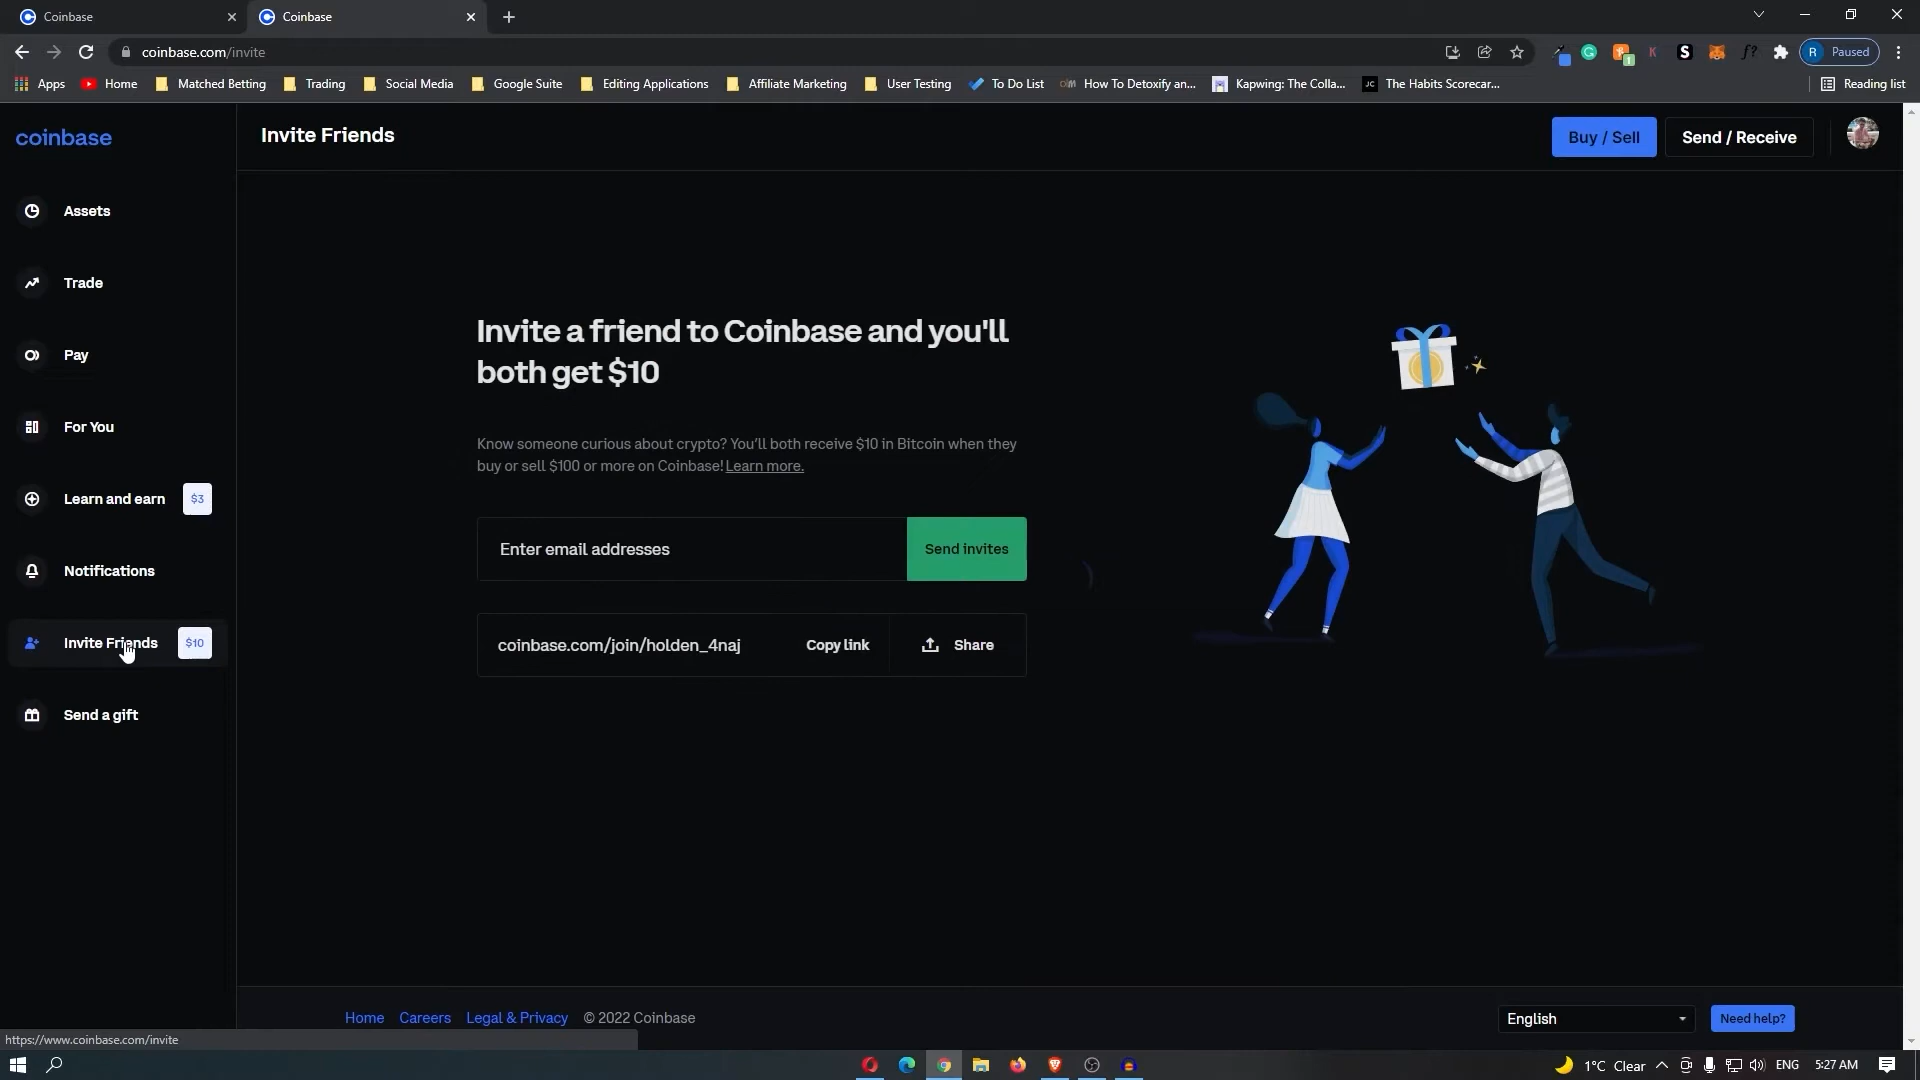 Coinbase
Coinbase
coinbase.com/invite
R Paused
Apps Home Matched Betting Trading Social Media Google Suite Editing Applications Affiliate Marketing User Testing To Do List How To Detoxify an... Kapwing: The Colla... JC The Habits Scorecar... Reading list
coinbase
Invite Friends
Buy / Sell
Send / Receive
Assets
Trade
Pay
For You
Learn and earn $3
Notifications
Invite Friends $10
Send a gift
Invite a friend to Coinbase and you'll
both get $10
Know someone curious about crypto? You'll both receive $10 in Bitcoin when they
buy or sell $100 or more on Coinbase! Learn more.
Enter email addresses
Send invites
coinbase.com/join/holden_4naj
Copy link
Share
Home Careers Legal & Privacy © 2022 Coinbase
English
Need help?
https://www.coinbase.com/invite
1°C Clear
ENG
5:27 AM